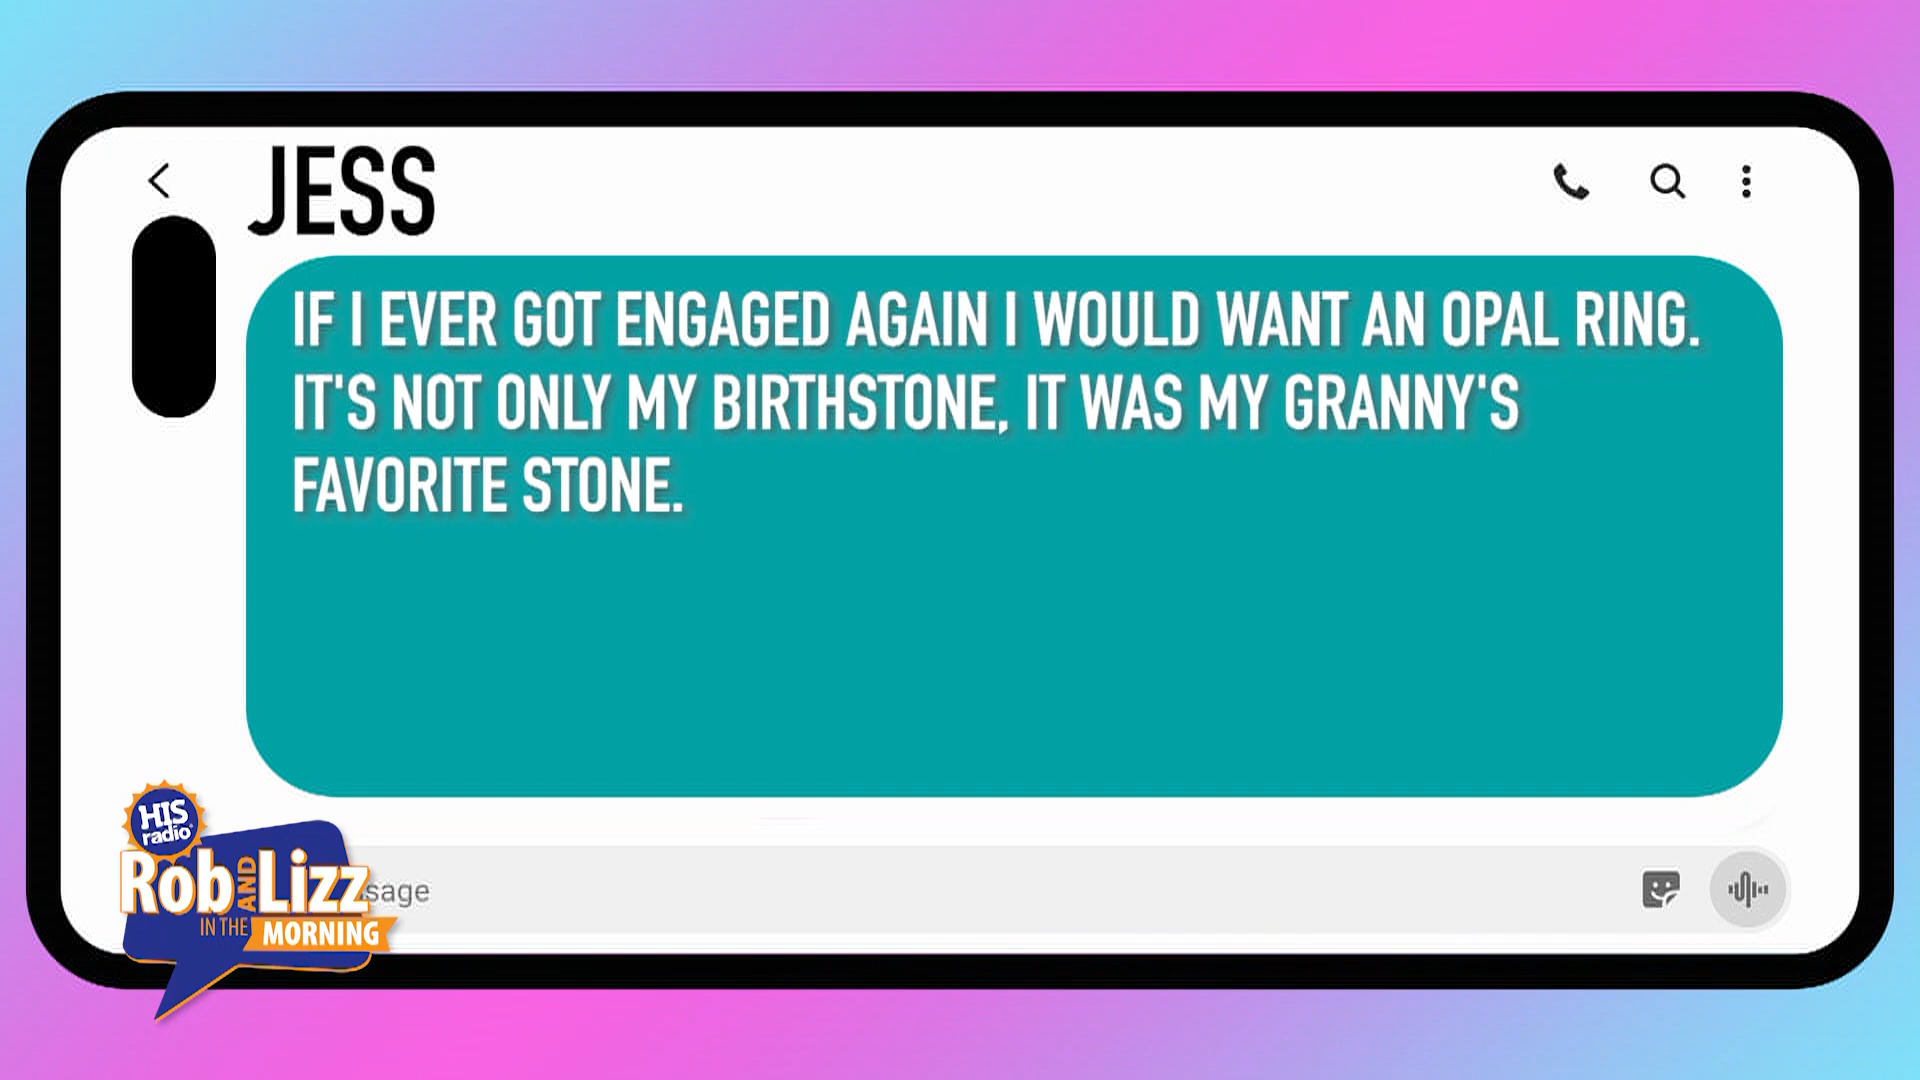 JESS
IF I EVER GOT ENGAGED AGAIN I WOULD WANT AN OPAL RING.
IT'S NOT ONLY MY BIRTHSTONE, IT WAS MY GRANNY'S
FAVORITE STONE.
HIS
radio
Rob AND Lizz
IN THE MORNING
sage